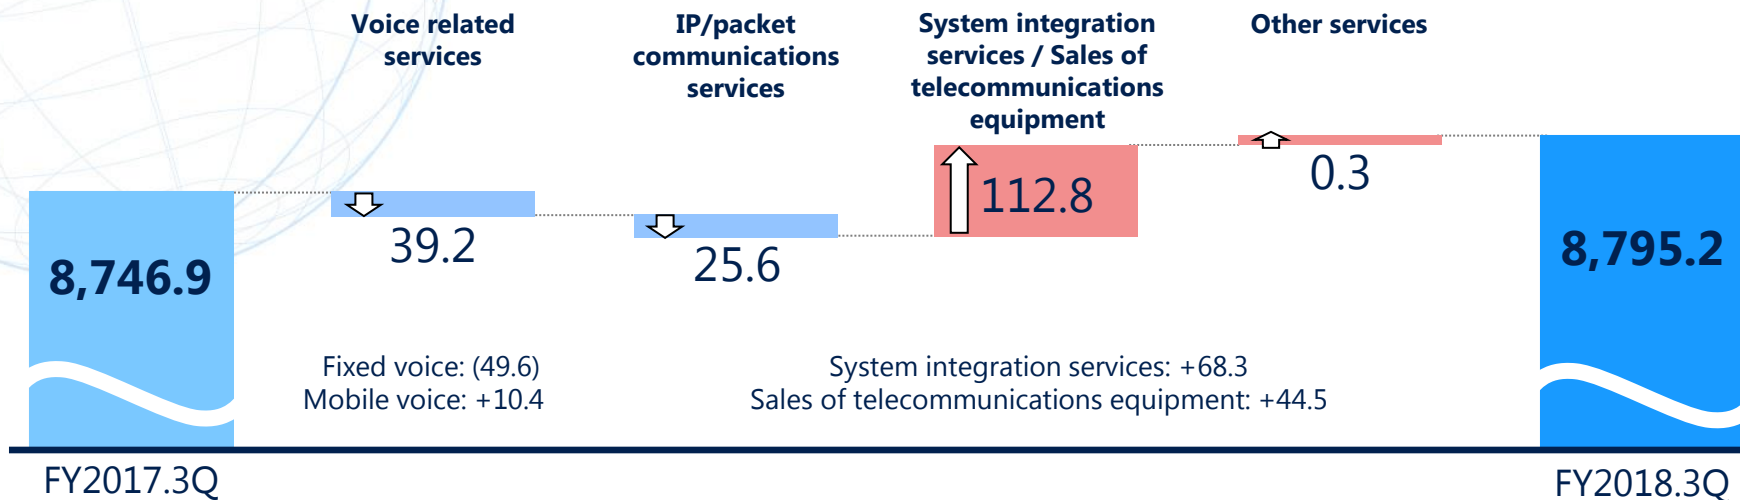 Voice related
services
IP/packet
communications
services
System integration
services / Sales of
telecommunications
equipment
Other services
8,746.9
39.2
25.6
112.8
0.3
8,795.2
Fixed voice: (49.6)
Mobile voice: +10.4
System integration services: +68.3
Sales of telecommunications equipment: +44.5
FY2017.3Q
FY2018.3Q